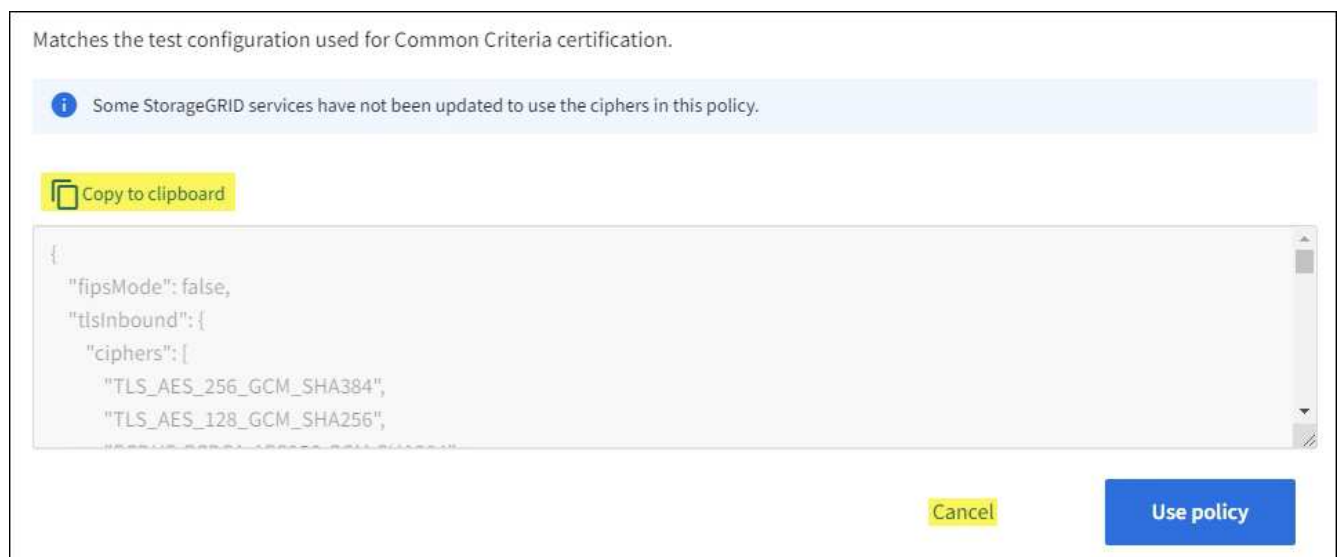 Matches the test configuration used for Common Criteria certification.
Some StorageGRID services have not been updated to use the ciphers in this policy.
Copy to clipboard
{
"fipsMode": false,
"tlsInbound": {
"ciphers": [
"TLS_AES_256_GCM_SHA384",
"TLS_AES_128_GCM_SHA256",
Cancel
Use policy